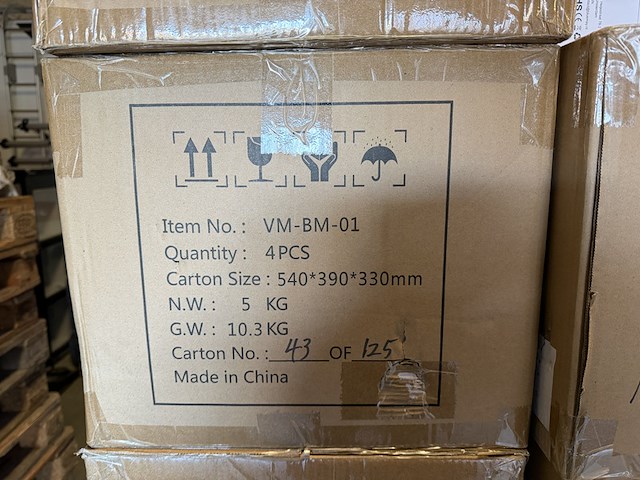 Item No. : VM-BM-01
Quantity : 4PCS
Carton Size : 540*390*330mm
N.W. : 5 KG
G.W. : 10.3 KG
Carton No. : 43 OF 125
Made in China